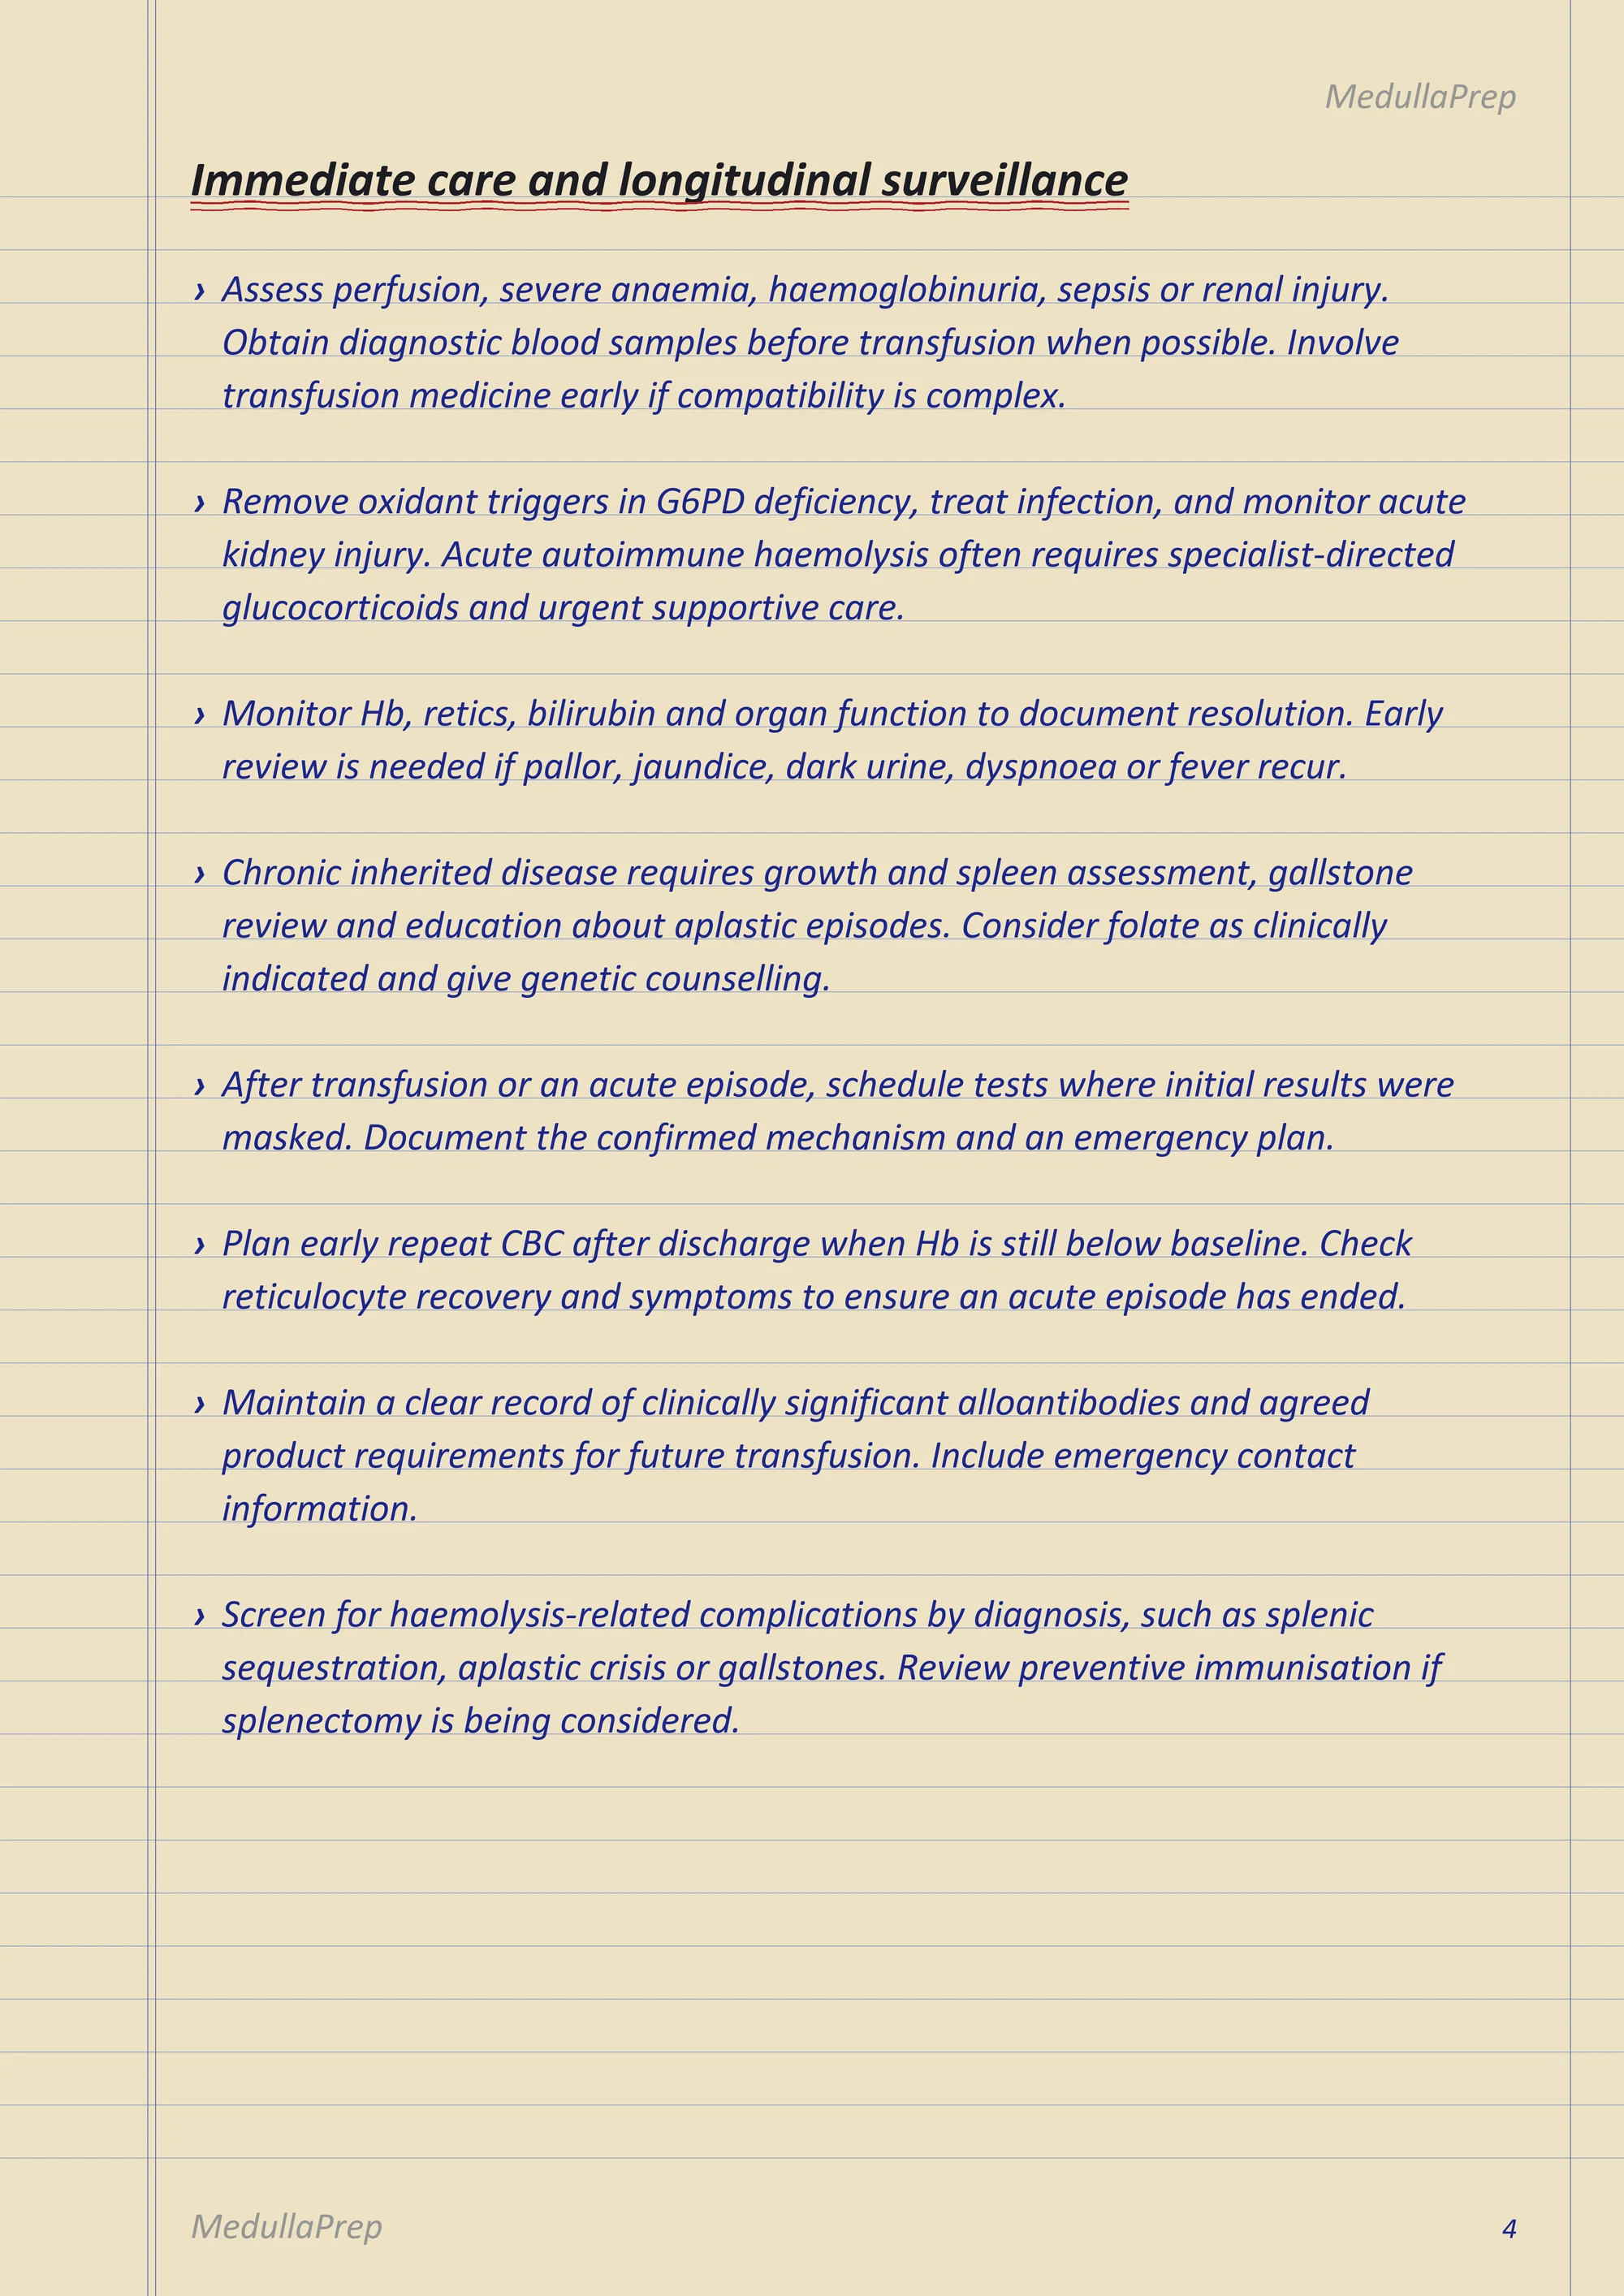 MedullaPrep
Immediate care and longitudinal surveillance
› Assess perfusion, severe anaemia, haemoglobinuria, sepsis or renal injury.
Obtain diagnostic blood samples before transfusion when possible. Involve
transfusion medicine early if compatibility is complex.
› Remove oxidant triggers in G6PD deficiency, treat infection, and monitor acute
kidney injury. Acute autoimmune haemolysis often requires specialist-directed
glucocorticoids and urgent supportive care.
› Monitor Hb, retics, bilirubin and organ function to document resolution. Early
review is needed if pallor, jaundice, dark urine, dyspnoea or fever recur.
› Chronic inherited disease requires growth and spleen assessment, gallstone
review and education about aplastic episodes. Consider folate as clinically
indicated and give genetic counselling.
› After transfusion or an acute episode, schedule tests where initial results were
masked. Document the confirmed mechanism and an emergency plan.
› Plan early repeat CBC after discharge when Hb is still below baseline. Check
reticulocyte recovery and symptoms to ensure an acute episode has ended.
› Maintain a clear record of clinically significant alloantibodies and agreed
product requirements for future transfusion. Include emergency contact
information.
› Screen for haemolysis-related complications by diagnosis, such as splenic
sequestration, aplastic crisis or gallstones. Review preventive immunisation if
splenectomy is being considered.
MedullaPrep
4